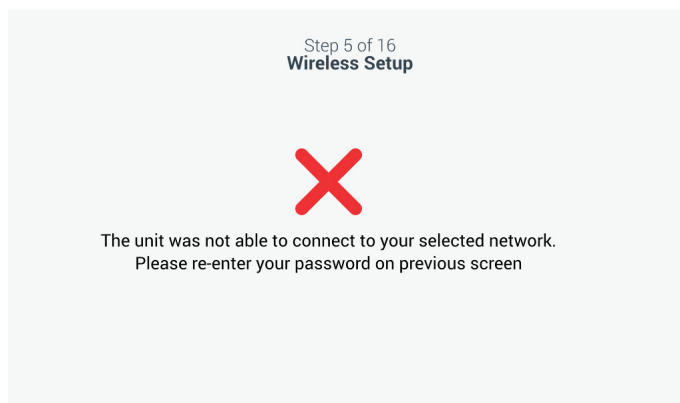 Step 5 of 16
Wireless Setup
The unit was not able to connect to your selected network.
Please re-enter your password on previous screen